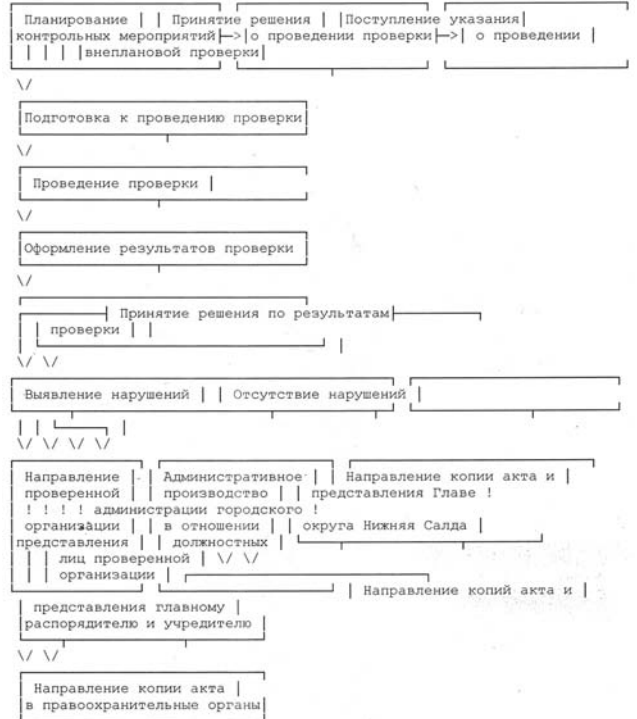 Планирование | | Принятие решения | |Поступление указания|
контрольных мероприятий├─>|о проведении проверки├─>| о проведении |
| | | | |внеплановой проверки|
\/
|Подготовка к проведению проверки|
\/
| Проведение проверки |
\/
|Оформление результатов проверки |
\/
┤ Принятие решения по результатам├
| | проверки | |
\/ \/
Выявление нарушений | | Отсутствие нарушений |
\/ \/ \/ \/
Направление | | Административное | | Направление копии акта и |
проверенной | | производство | | представления Главе !
! ! ! ! администрации городского !
организации | | в отношении | | округа Нижняя Салда |
представления | | должностных |
| | лиц проверенной | \/ \/
| | | организации |
| Направление копий акта и |
| представления главному |
|распорядителю и учредителю |
\/ \/
| Направление копии акта |
|в правоохранительные органы|